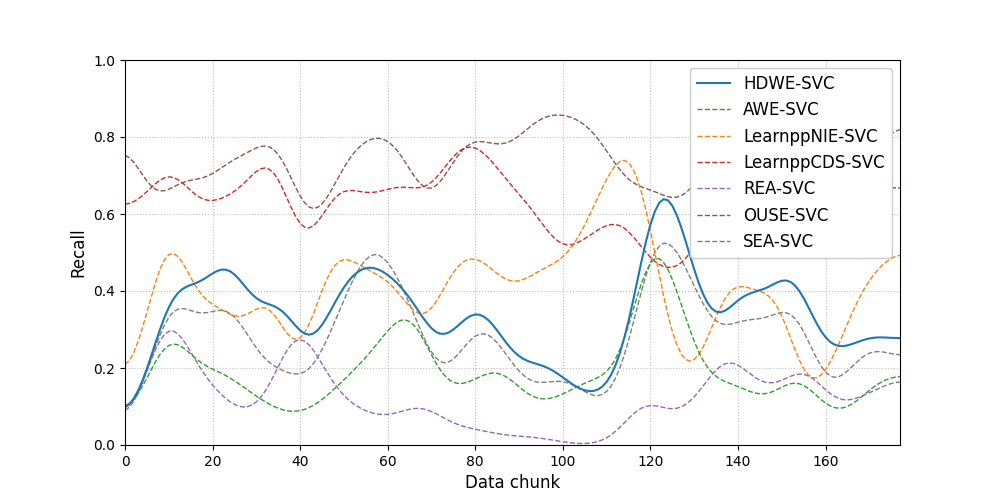 1.0
0.8
0.6
0.4
0.2
0.0
Recall
0 20 40 60 80 100 120 140 160
Data chunk
HDWE-SVC
AWE-SVC
LearnppNIE-SVC
LearnppCDS-SVC
REA-SVC
OUSE-SVC
SEA-SVC